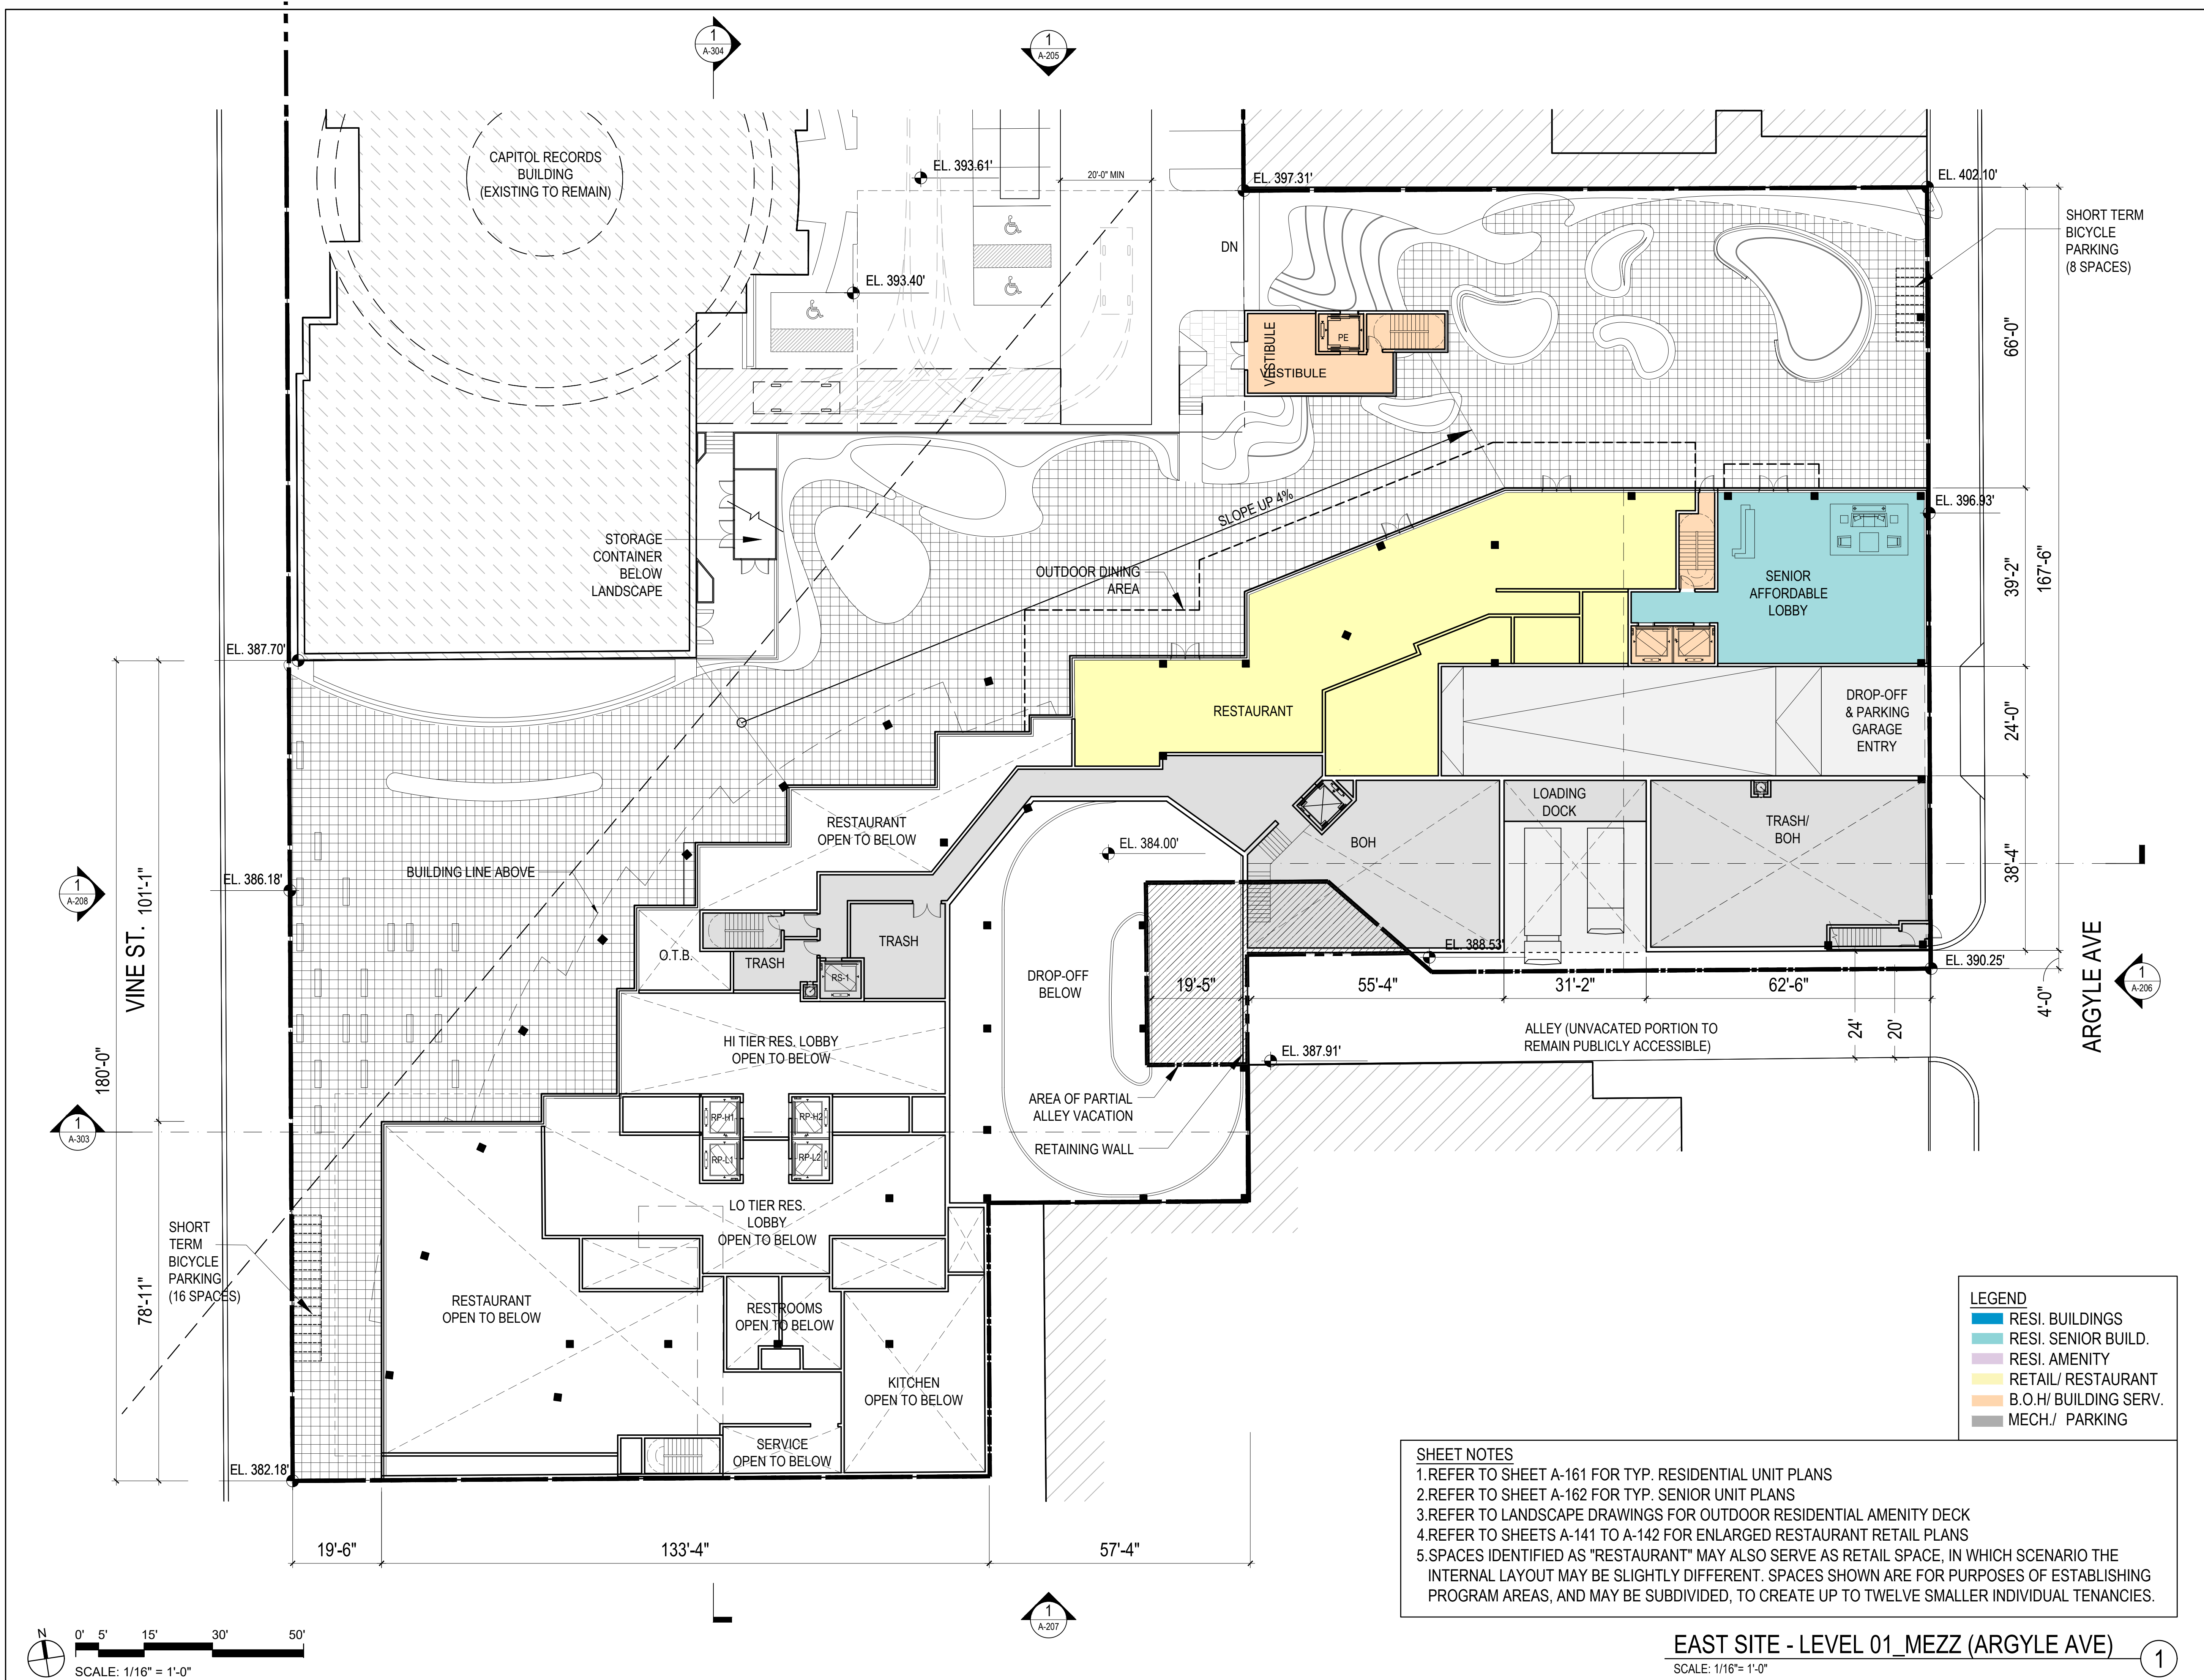 1
A-304
1
A-205
CAPITOL RECORDS
BUILDING
(EXISTING TO REMAIN)
EL. 393.61'
20'-0" MIN
EL. 397.31'
EL. 402.10'
SHORT TERM
BICYCLE
PARKING
(8 SPACES)
DN
EL. 393.40'
PE
VESTIBULE
VESTIBULE
66'-0"
SLOPE UP 4%
EL. 396.93'
STORAGE
CONTAINER
BELOW
LANDSCAPE
OUTDOOR DINING
AREA
SENIOR
AFFORDABLE
LOBBY
39'-2"
167'-6"
EL. 387.70'
RESTAURANT
DROP-OFF
& PARKING
GARAGE
ENTRY
24'-0"
LOADING
DOCK
RESTAURANT
OPEN TO BELOW
TRASH/
BOH
BOH
EL. 384.00'
BUILDING LINE ABOVE
EL. 386.18'
1
A-208
VINE ST.
101'-1"
38'-4"
TRASH
O.T.B.
TRASH
RS-1
EL. 388.53'
EL. 390.25'
DROP-OFF
BELOW
19'-5"
55'-4"
31'-2"
62'-6"
4'-0"
ARGYLE AVE
1
A-206
ALLEY (UNVACATED PORTION TO
REMAIN PUBLICLY ACCESSIBLE)
24'
20'
HI TIER RES. LOBBY
OPEN TO BELOW
EL. 387.91'
180'-0"
AREA OF PARTIAL
ALLEY VACATION
RP-H1
RP-H2
1
A-303
RETAINING WALL
RP-L1
RP-L2
LO TIER RES.
LOBBY
OPEN TO BELOW
SHORT
TERM
BICYCLE
PARKING
(16 SPACES)
78'-11"
RESTAURANT
OPEN TO BELOW
RESTROOMS
OPEN TO BELOW
KITCHEN
OPEN TO BELOW
SERVICE
OPEN TO BELOW
EL. 382.18'
LEGEND
RESI. BUILDINGS
RESI. SENIOR BUILD.
RESI. AMENITY
RETAIL/ RESTAURANT
B.O.H/ BUILDING SERV.
MECH./ PARKING
SHEET NOTES
1.REFER TO SHEET A-161 FOR TYP. RESIDENTIAL UNIT PLANS
2.REFER TO SHEET A-162 FOR TYP. SENIOR UNIT PLANS
3.REFER TO LANDSCAPE DRAWINGS FOR OUTDOOR RESIDENTIAL AMENITY DECK
4.REFER TO SHEETS A-141 TO A-142 FOR ENLARGED RESTAURANT RETAIL PLANS
5.SPACES IDENTIFIED AS "RESTAURANT" MAY ALSO SERVE AS RETAIL SPACE, IN WHICH SCENARIO THE
INTERNAL LAYOUT MAY BE SLIGHTLY DIFFERENT. SPACES SHOWN ARE FOR PURPOSES OF ESTABLISHING
PROGRAM AREAS, AND MAY BE SUBDIVIDED, TO CREATE UP TO TWELVE SMALLER INDIVIDUAL TENANCIES.
19'-6"
133'-4"
57'-4"
1
A-207
N
0' 5' 15' 30' 50'
SCALE: 1/16" = 1'-0"
EAST SITE - LEVEL 01_MEZZ (ARGYLE AVE)
1
SCALE: 1/16"= 1'-0"